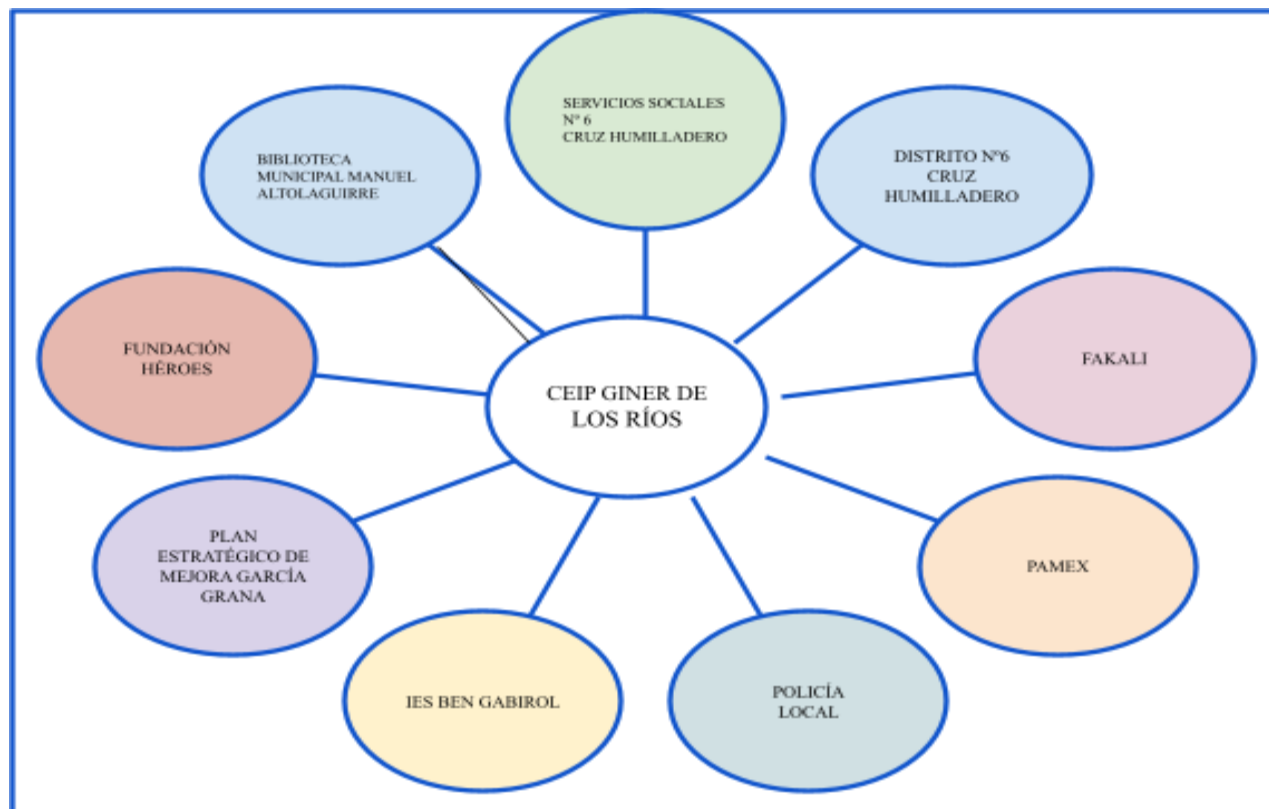 SERVICIOS SOCIALES
Nº 6
CRUZ HUMILLADERO
BIBLIOTECA
MUNICIPAL MANUEL
ALTOLAGUIRRE
DISTRITO Nº6
CRUZ
HUMILLADERO
FUNDACIÓN
HÉROES
FAKALI
CEIP GINER DE
LOS RÍOS
PLAN
ESTRATÉGICO DE
MEJORA GARCÍA
GRANA
PAMEX
IES BEN GABIROL
POLICÍA
LOCAL